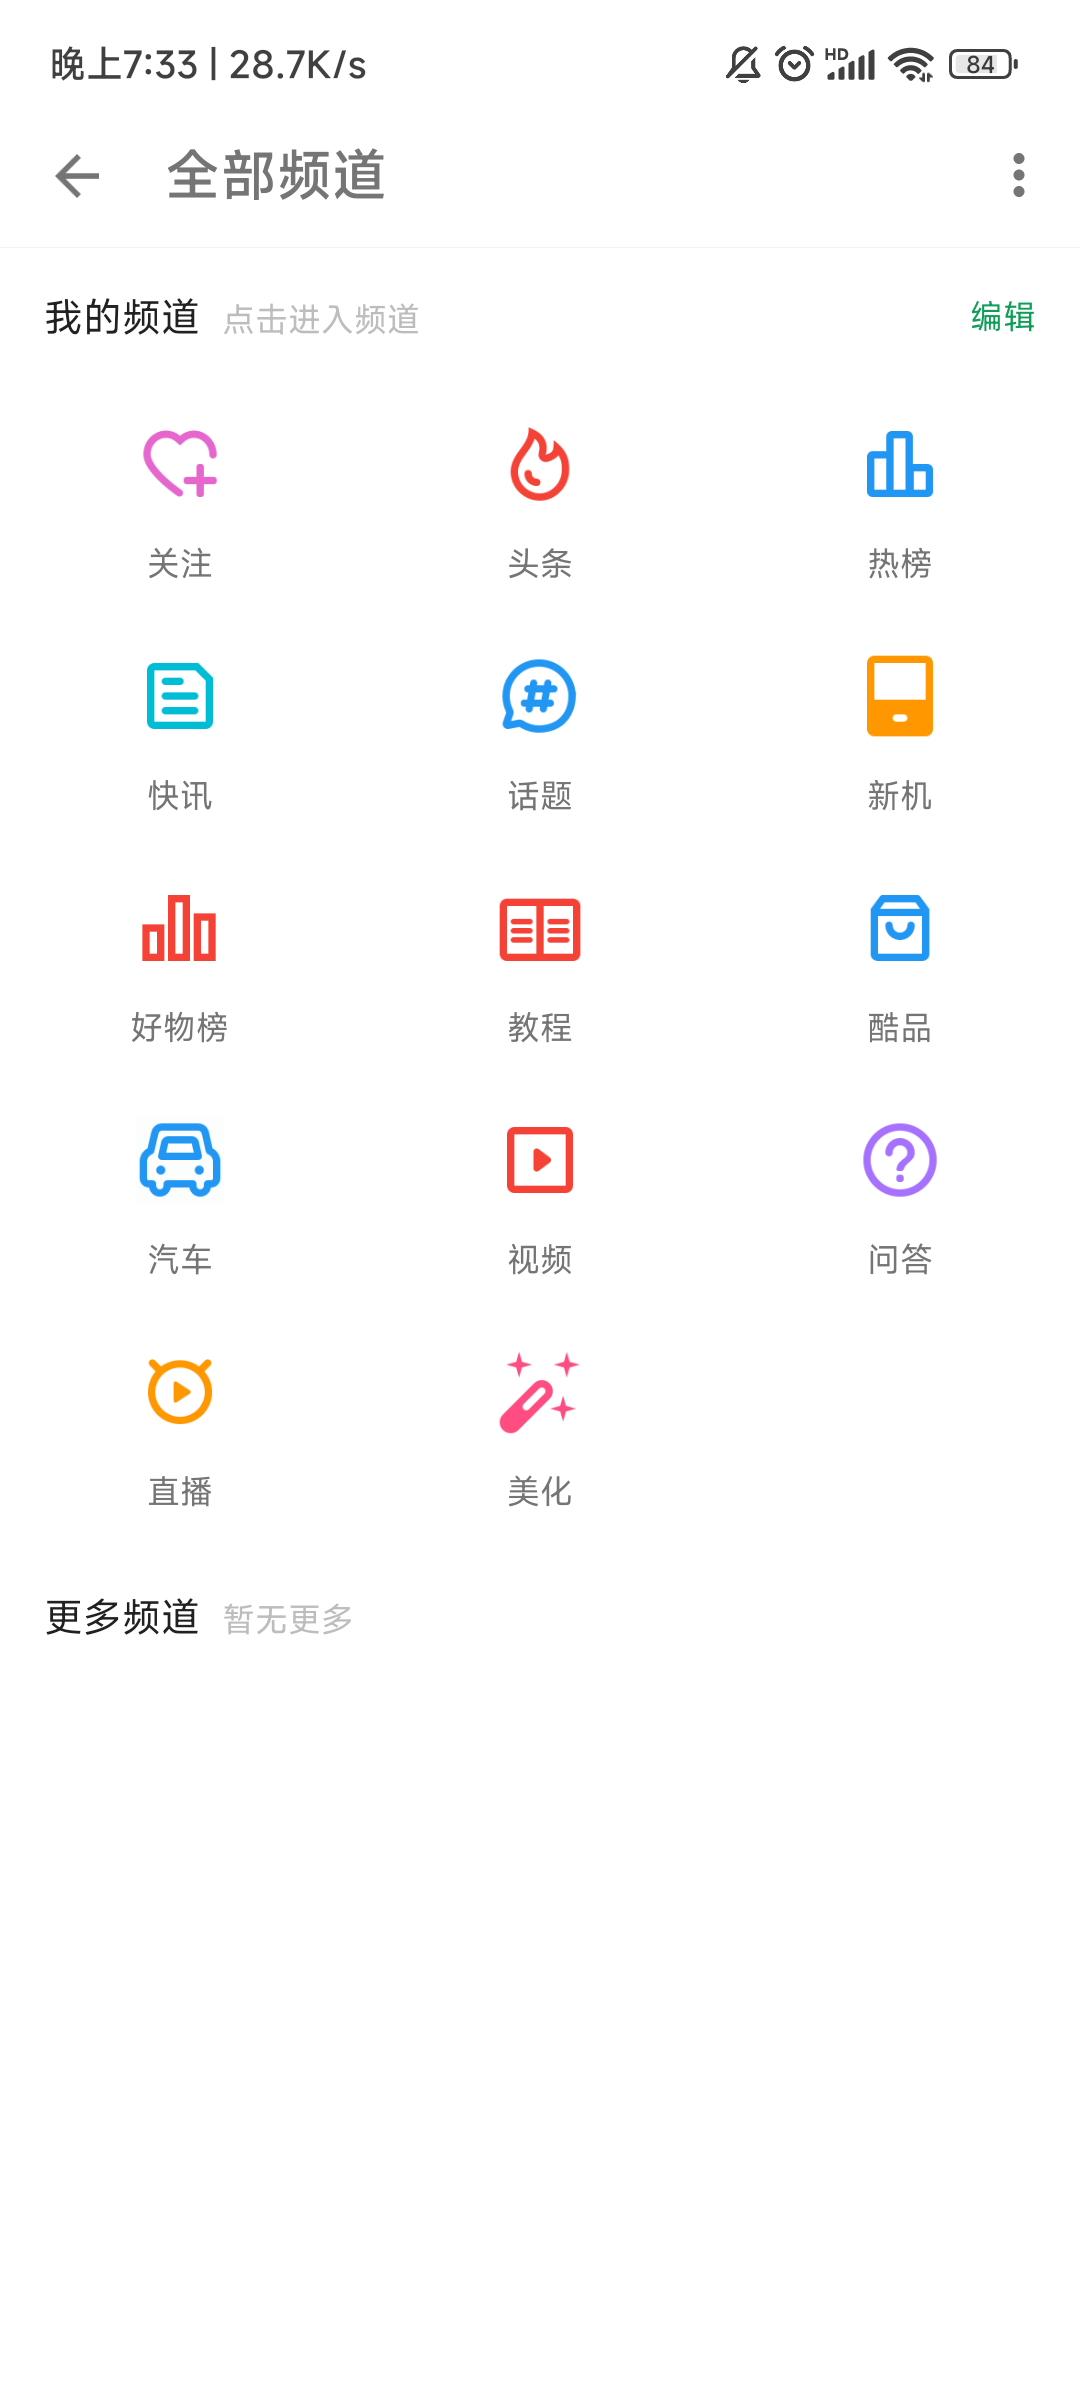 晚上7:33 | 28.7K/s HD 84
全部频道
我的频道 点击进入频道 编辑
关注 头条 热榜
快讯 话题 新机
好物榜 教程 酷品
汽车 视频 问答
直播 美化
更多频道 暂无更多